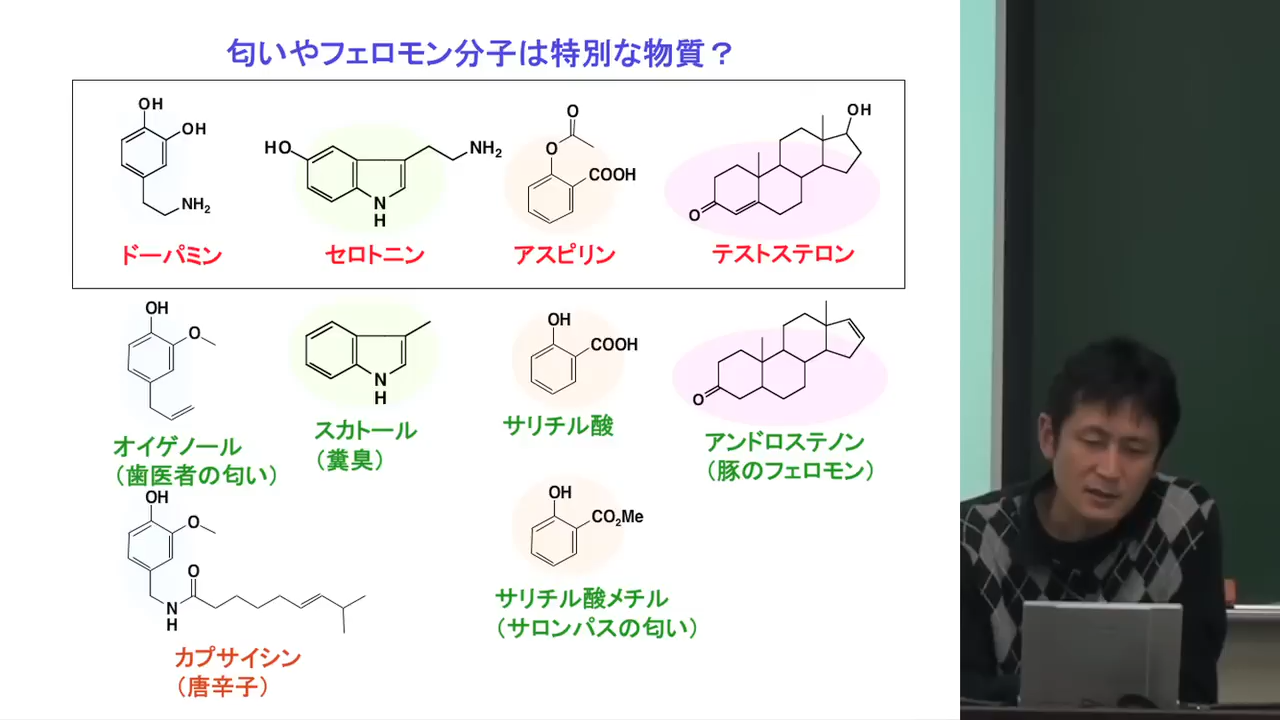 匂いやフェロモン分子は特別な物質？
OH
OH
NH₂
ドーパミン
HO
NH₂
N
H
セロトニン
O
O
COOH
アスピリン
OH
O
テストステロン
OH
O
オイゲノール
（歯医者の匂い）
N
H
スカトール
（糞臭）
OH
COOH
サリチル酸
O
アンドロステノン
（豚のフェロモン）
OH
O
O
N
H
カプサイシン
（唐辛子）
OH
CO₂Me
サリチル酸メチル
（サロンパスの匂い）